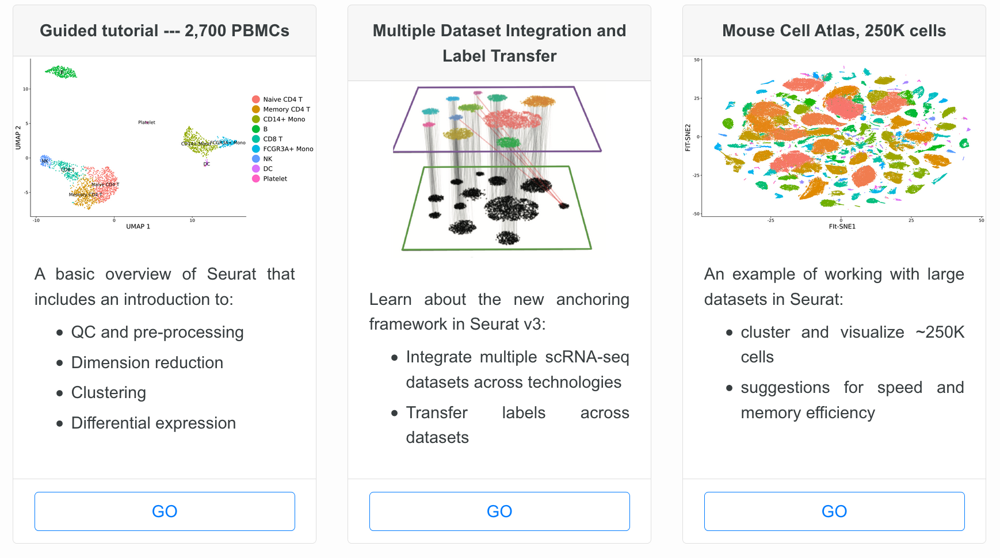 Guided tutorial --- 2,700 PBMCs
B
10
5
0
-5
UMAP 2
Platelet
CD14+ Mono
FCGR3A+ Mono
DC
NK
CD8 T
Naive CD4 T
Memory CD4 T
-10
0
10
UMAP 1
Naive CD4 T
Memory CD4 T
CD14+ Mono
B
CD8 T
FCGR3A+ Mono
NK
DC
Platelet
A basic overview of Seurat that
includes an introduction to:
• QC and pre-processing
• Dimension reduction
• Clustering
• Differential expression
GO
Multiple Dataset Integration and
Label Transfer
Learn about the new anchoring
framework in Seurat v3:
• Integrate multiple scRNA-seq
datasets across technologies
• Transfer labels across
datasets
GO
Mouse Cell Atlas, 250K cells
50
25
0
-25
-50
FIt-SNE2
-25
0
25
50
FIt-SNE1
An example of working with large
datasets in Seurat:
• cluster and visualize ~250K
cells
• suggestions for speed and
memory efficiency
GO